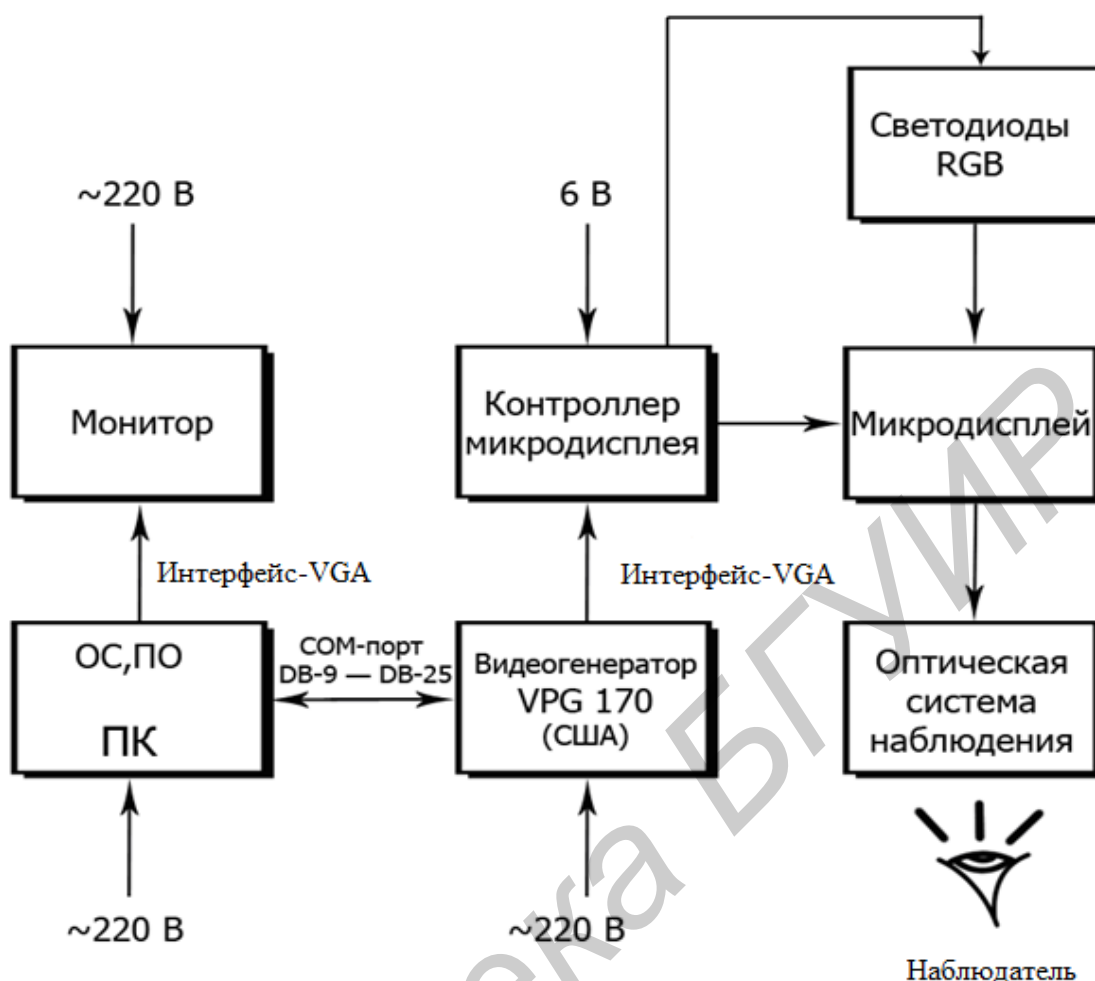 Светодиоды
RGB
~220 В
6 В
Монитор
Контроллер
микродисплея
Микродисплей
Интерфейс-VGA
Интерфейс-VGA
ОС,ПО
ПК
COM-порт
DB-9 — DB-25
Видеогенератор
VPG 170
(США)
Оптическая
система
наблюдения
~220 В
~220 В
Наблюдатель
БГУИР